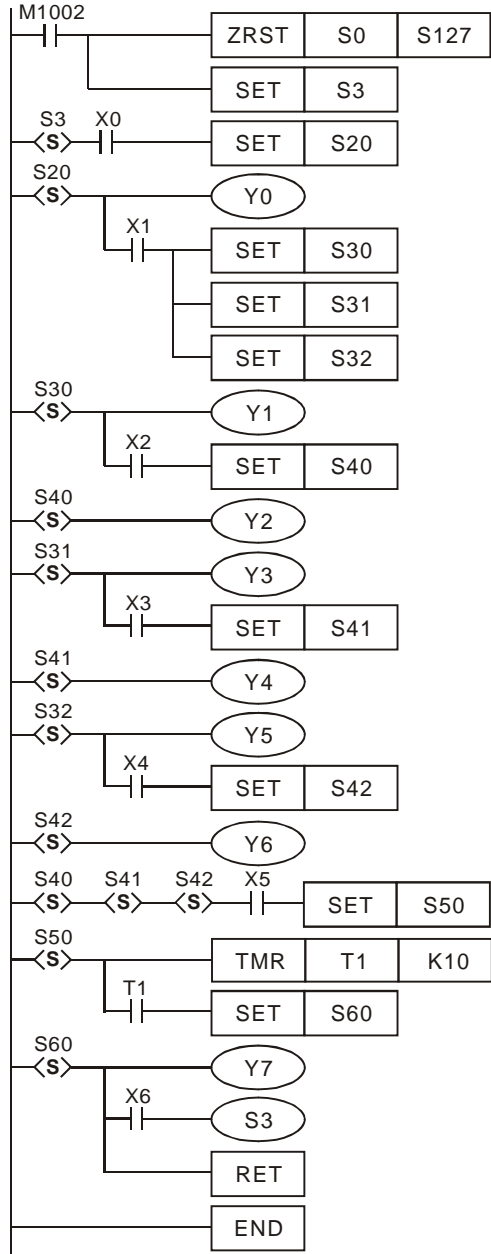 M1002
ZRST S0 S127
SET S3
S3 X0
S SET S20
S20
S Y0
X1
SET S30
SET S31
SET S32
S30
S Y1
X2
SET S40
S40
S Y2
S31
S Y3
X3
SET S41
S41
S Y4
S32
S Y5
X4
SET S42
S42
S Y6
S40 S41 S42 X5
S S S SET S50
S50
S TMR T1 K10
T1
SET S60
S60
S Y7
X6
S3
RET
END